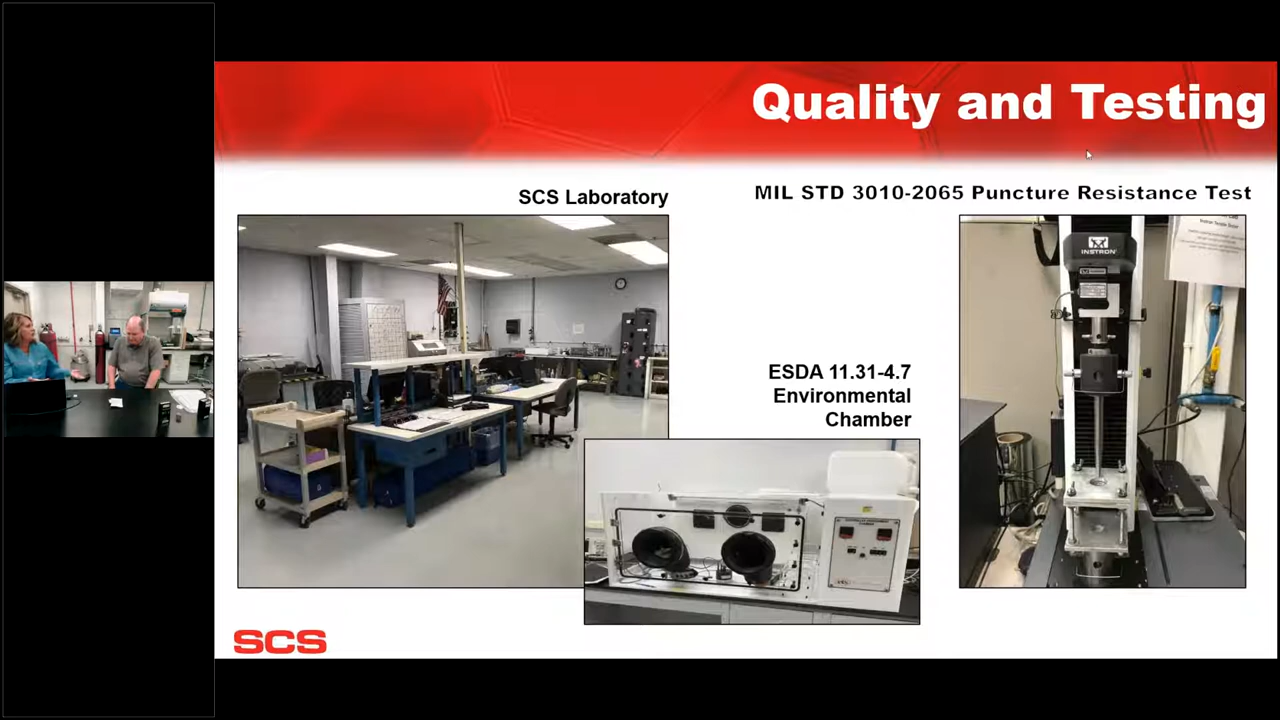 Quality and Testing
SCS Laboratory
MIL STD 3010-2065 Puncture Resistance Test
INSTRON
ESDA 11.31-4.7
Environmental
Chamber
SCS